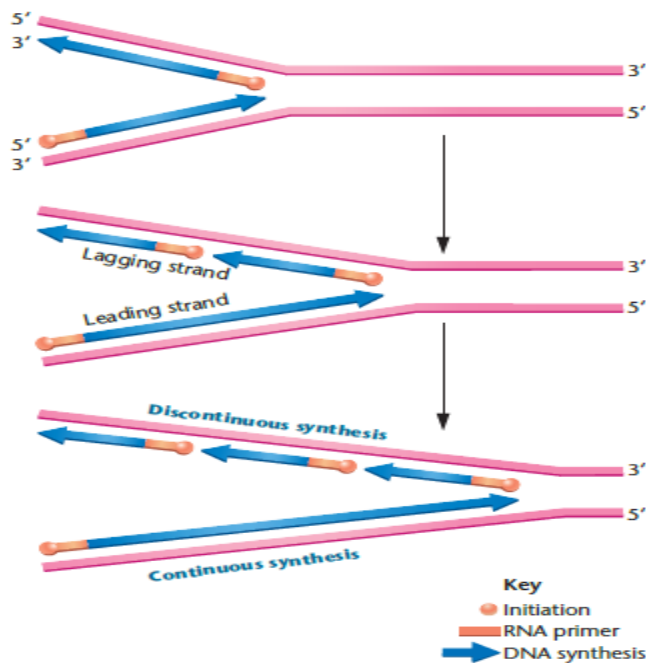 5′
3′
3′
5′
5′
3′
Lagging strand
3′
Leading strand
5′
Discontinuous synthesis
3′
5′
Continuous synthesis
Key
Initiation
RNA primer
DNA synthesis